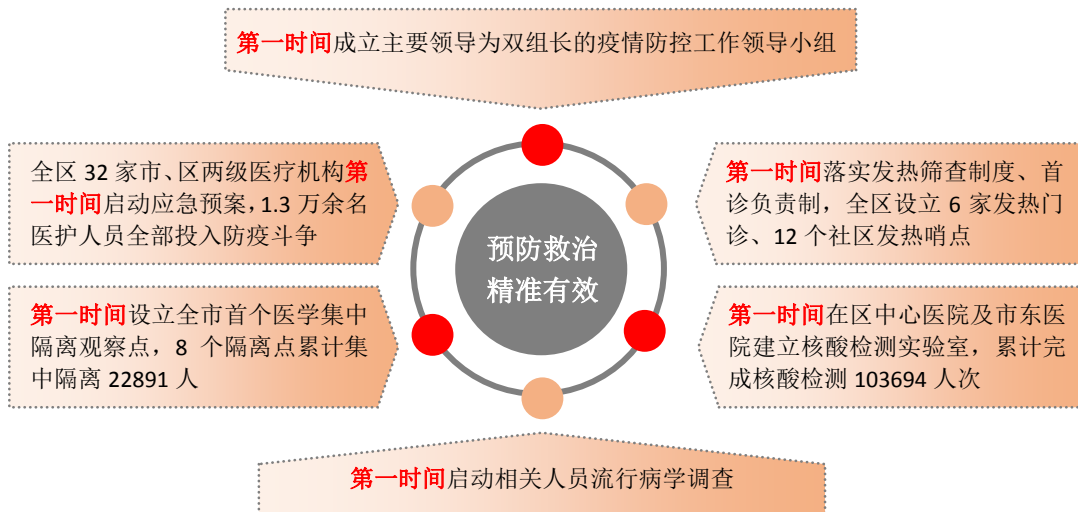 第一时间成立主要领导为双组长的疫情防控工作领导小组
全区 32 家市、区两级医疗机构第
一时间启动应急预案，1.3 万余名
医护人员全部投入防疫斗争
第一时间落实发热筛查制度、首
诊负责制，全区设立 6 家发热门
诊、12 个社区发热哨点
预防救治
精准有效
第一时间设立全市首个医学集中
隔离观察点，8 个隔离点累计集
中隔离 22891 人
第一时间在区中心医院及市东医
院建立核酸检测实验室，累计完
成核酸检测 103694 人次
第一时间启动相关人员流行病学调查